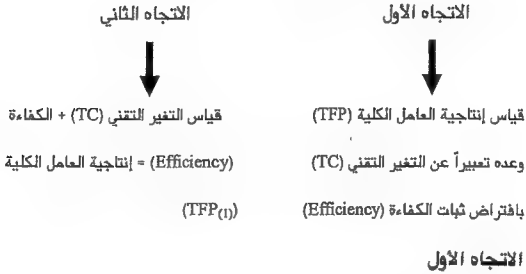 الاتجاه الأول
الاتجاه الثاني
قياس إنتاجية العامل الكلية (TFP)
وعده تعبيراً عن التغير التقني (TC)
بافتراض ثبات الكفاءة (Efficiency)
قياس التغير التقني (TC) + الكفاءة
(Efficiency) = إنتاجية العامل الكلية
(TFP(1))
الاتجاه الأول